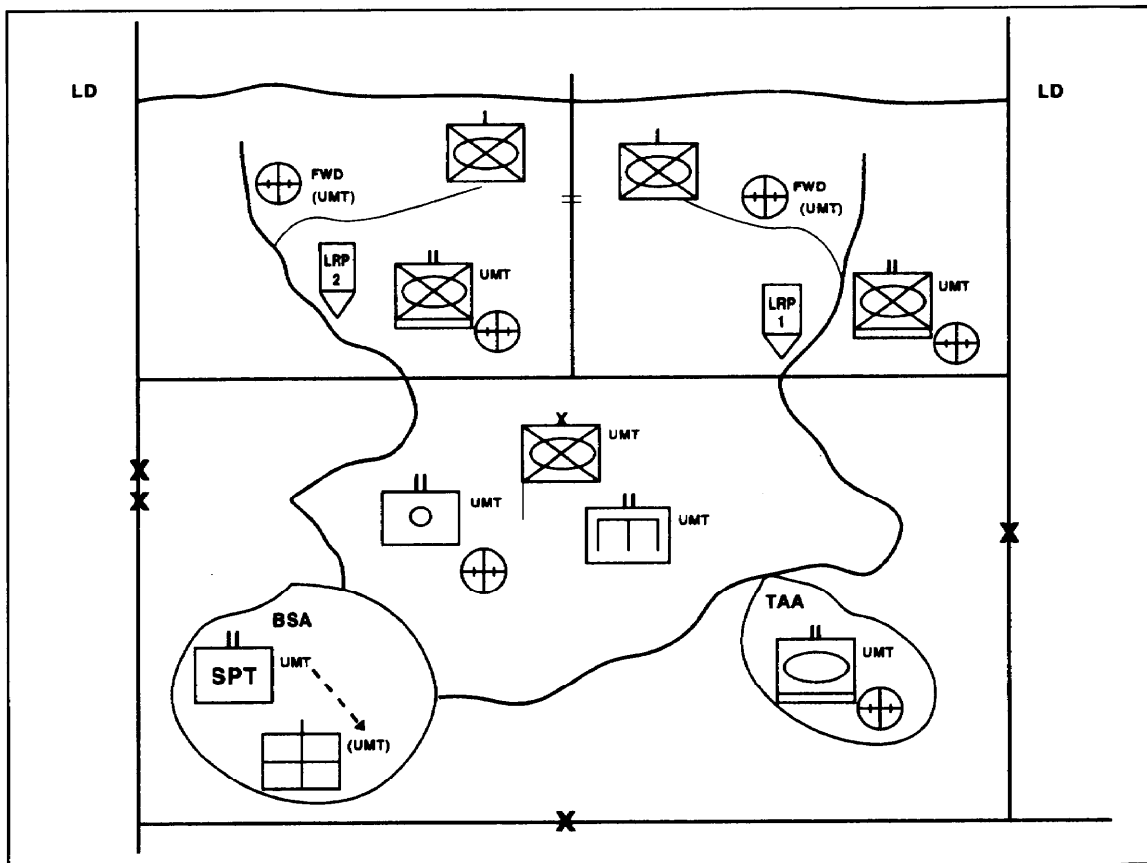 LD
LD
FWD
(UMT)
FWD
(UMT)
LRP
2
UMT
LRP
1
UMT
X
UMT
UMT
UMT
X
X
X
BSA
TAA
UMT
SPT
UMT
(UMT)
X